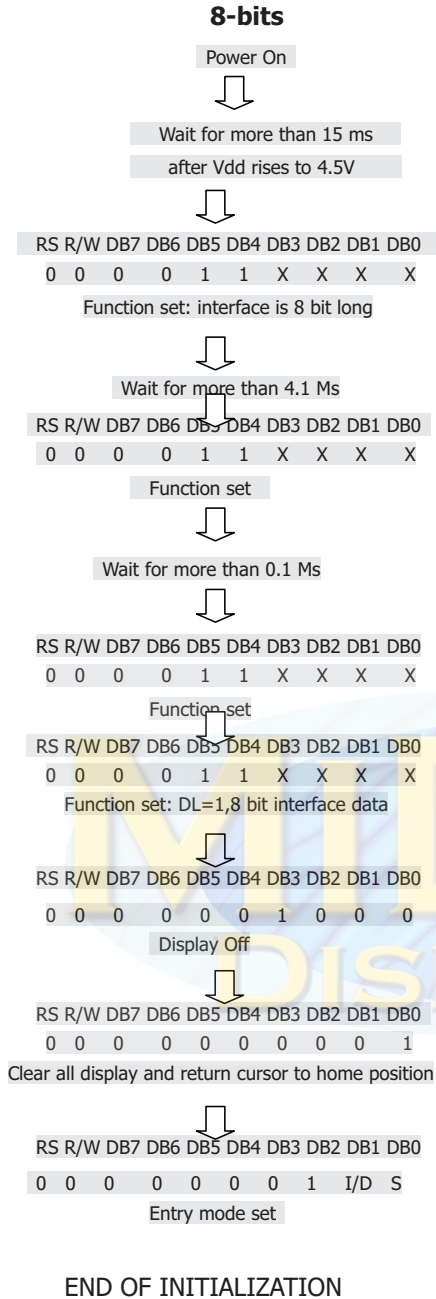 8-bits
Power On
Wait for more than 15 ms
after Vdd rises to 4.5V
RS R/W DB7 DB6 DB5 DB4 DB3 DB2 DB1 DB0
0 0 0 0 1 1 X X X X
Function set: interface is 8 bit long
Wait for more than 4.1 Ms
RS R/W DB7 DB6 DB5 DB4 DB3 DB2 DB1 DB0
0 0 0 0 1 1 X X X X
Function set
Wait for more than 0.1 Ms
RS R/W DB7 DB6 DB5 DB4 DB3 DB2 DB1 DB0
0 0 0 0 1 1 X X X X
Function set
RS R/W DB7 DB6 DB5 DB4 DB3 DB2 DB1 DB0
0 0 0 0 1 1 X X X X
Function set: DL=1,8 bit interface data
RS R/W DB7 DB6 DB5 DB4 DB3 DB2 DB1 DB0
0 0 0 0 0 0 1 0 0 0
Display Off
RS R/W DB7 DB6 DB5 DB4 DB3 DB2 DB1 DB0
0 0 0 0 0 0 0 0 0 1
Clear all display and return cursor to home position
RS R/W DB7 DB6 DB5 DB4 DB3 DB2 DB1 DB0
0 0 0 0 0 0 0 1 I/D S
Entry mode set
END OF INITIALIZATION